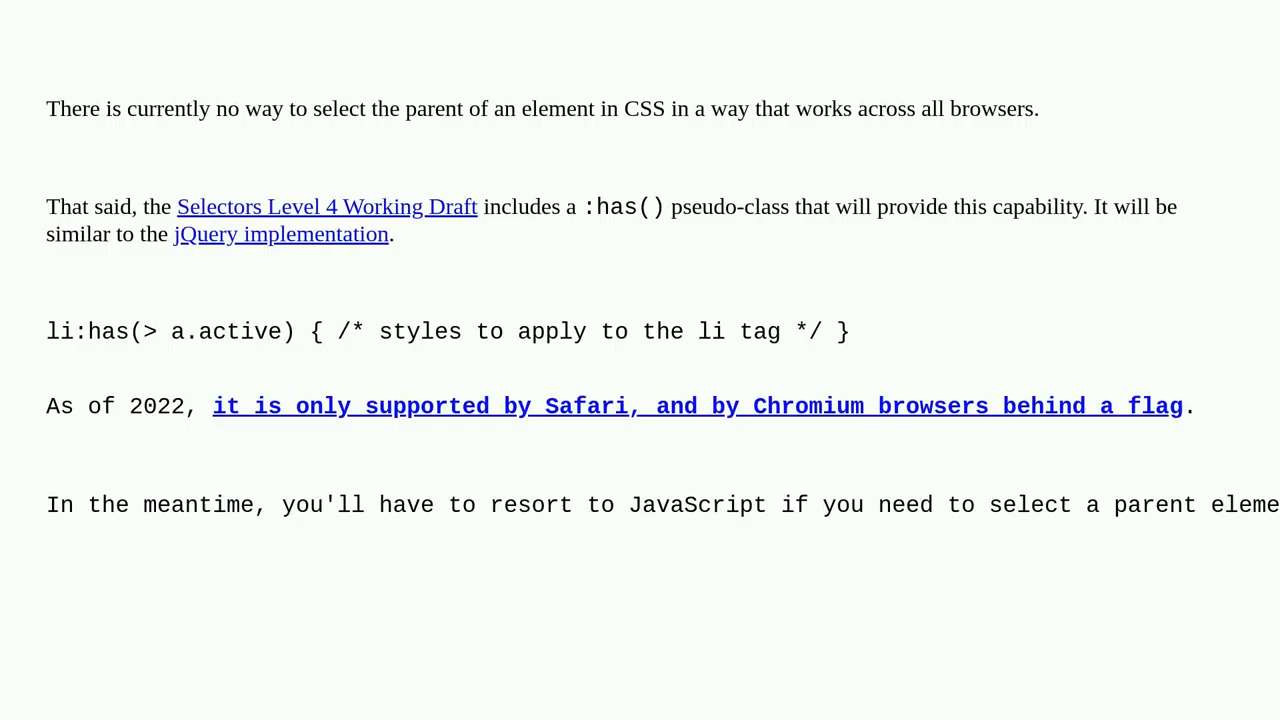 There is currently no way to select the parent of an element in CSS in a way that works across all browsers.
That said, the Selectors Level 4 Working Draft includes a :has() pseudo-class that will provide this capability. It will be
similar to the jQuery implementation.
li:has(> a.active) { /* styles to apply to the li tag */ }
As of 2022, it is only supported by Safari, and by Chromium browsers behind a flag.
In the meantime, you'll have to resort to JavaScript if you need to select a parent eleme